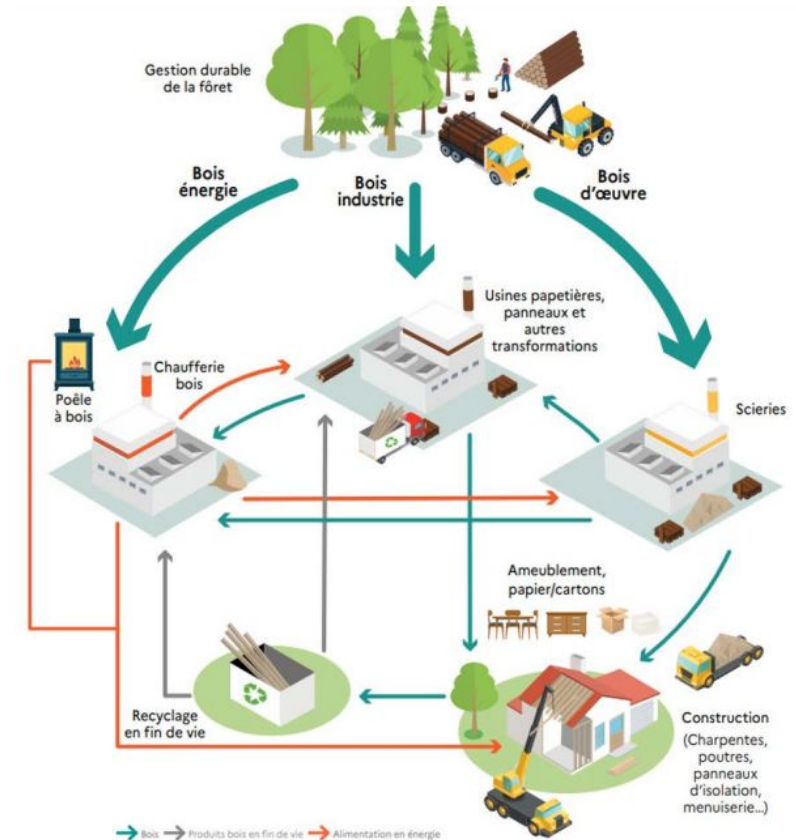 Gestion durable
de la fôret
Bois
énergie
Bois
industrie
Bois
d'œuvre
Usines papetières,
panneaux et
autres
transformations
Chaufferie
bois
Poêle
à bois
Scieries
Ameublement,
papier/cartons
Recyclage
en fin de vie
Construction
(Charpentes,
poutres,
panneaux
d'isolation,
menuiserie...)
Bois
Produits bois en fin de vie
Alimentation en énergie